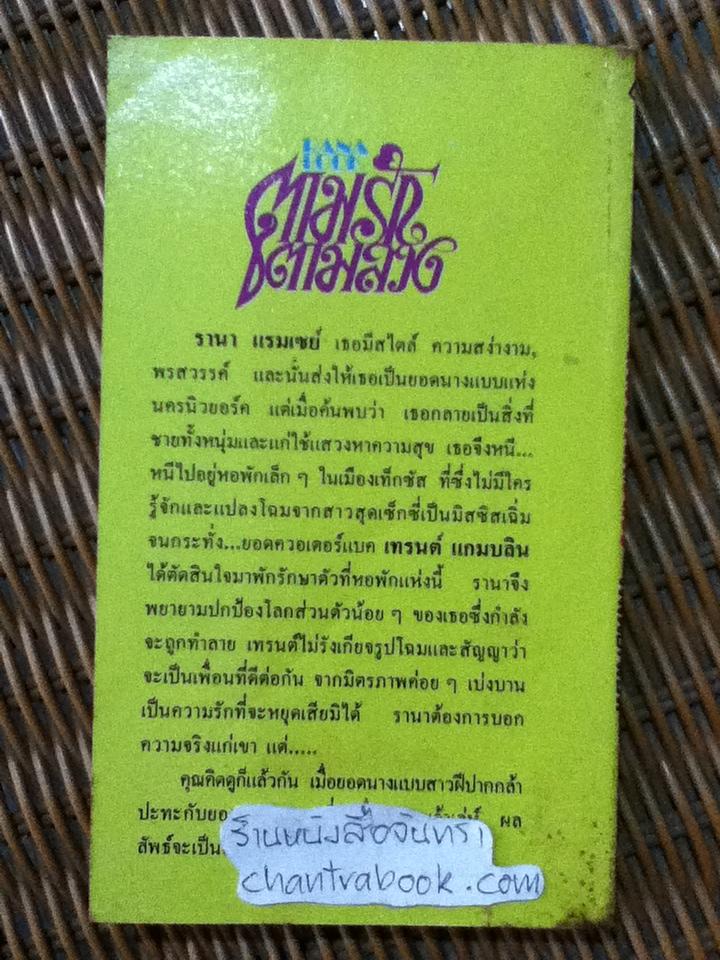 ตามรัก
ตามลวง
รานา แรมเซย์ เธอมีสไตล์ ความสง่างาม,
พรสวรรค์ และนั่นส่งให้เธอเป็นยอดนางแบบแห่ง
นครนิวยอร์ค แต่เมื่อค้นพบว่า เธอกลายเป็นสิ่งที่
ชายทั้งหนุ่มและแก่ใช้แสวงหาความสุข เธอจึงหนี...
หนีไปอยู่หอพักเล็ก ๆ ในเมืองเท็กซัส ที่ซึ่งไม่มีใคร
รู้จักและแปลงโฉมจากสาวสุดเซ็กซี่เป็นมิสซิสเฉิ่ม
จนกระทั่ง...ยอดควอเตอร์แบค เทรนต์ แกมบลิน
ได้ตัดสินใจมาพักรักษาตัวที่หอพักแห่งนี้ รานาจึง
พยายามปกป้องโลกส่วนตัวน้อย ๆ ของเธอซึ่งกำลัง
จะถูกทำลาย เทรนต์ไม่รังเกียจรูปโฉมและสัญญาว่า
จะเป็นเพื่อนที่ดีต่อกัน จากมิตรภาพค่อย ๆ เบ่งบาน
เป็นความรักที่จะหยุดเสียมิได้ รานาต้องการบอก
ความจริงแก่เขา แต่.....
คุณคิดดูก็แล้วกัน เมื่อยอดนางแบบสาวฝีปากกล้า
ปะทะกับยอ ผล
ลัพธ์จะเป็น
ร้านหนังสือจันทรา
chantrabook.com